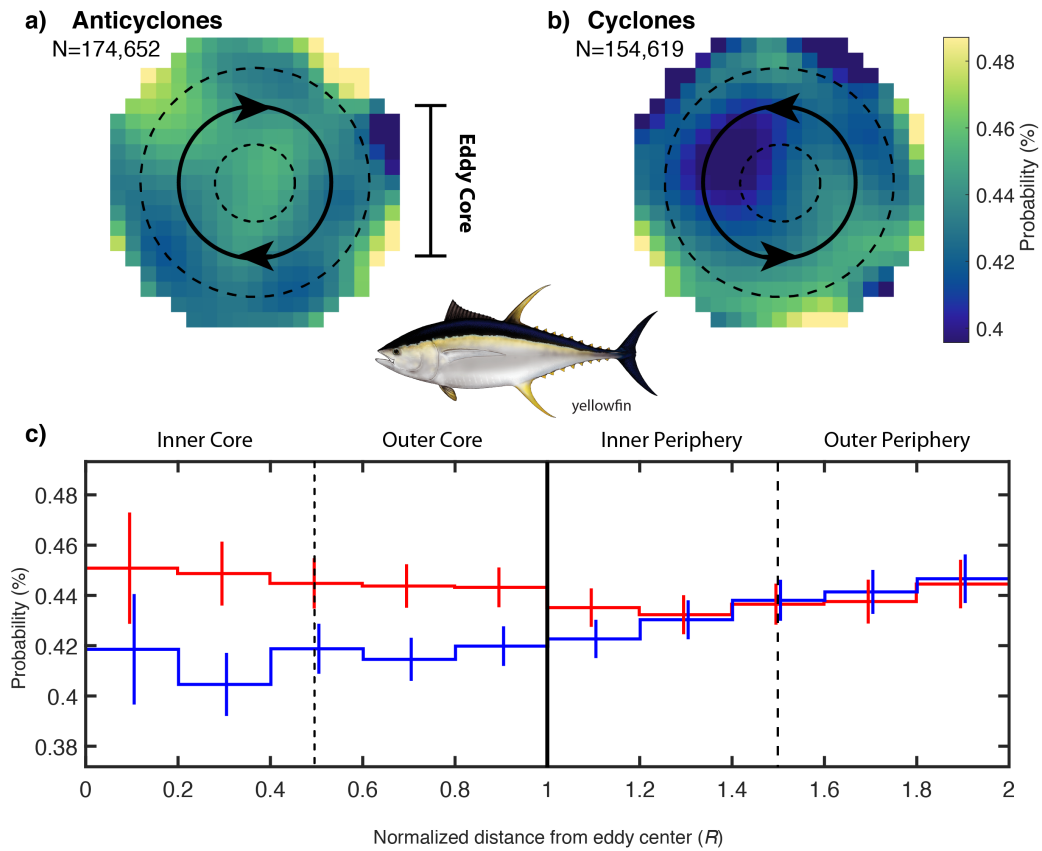 a) Anticyclones
N=174,652
b) Cyclones
N=154,619
Eddy Core
0.48
0.46
0.44
0.42
0.4
Probability (%)
yellowfin
c)
Inner Core
Outer Core
Inner Periphery
Outer Periphery
0.48
0.46
0.44
0.42
0.4
0.38
Probability (%)
0 0.2 0.4 0.6 0.8 1 1.2 1.4 1.6 1.8 2
Normalized distance from eddy center (R)